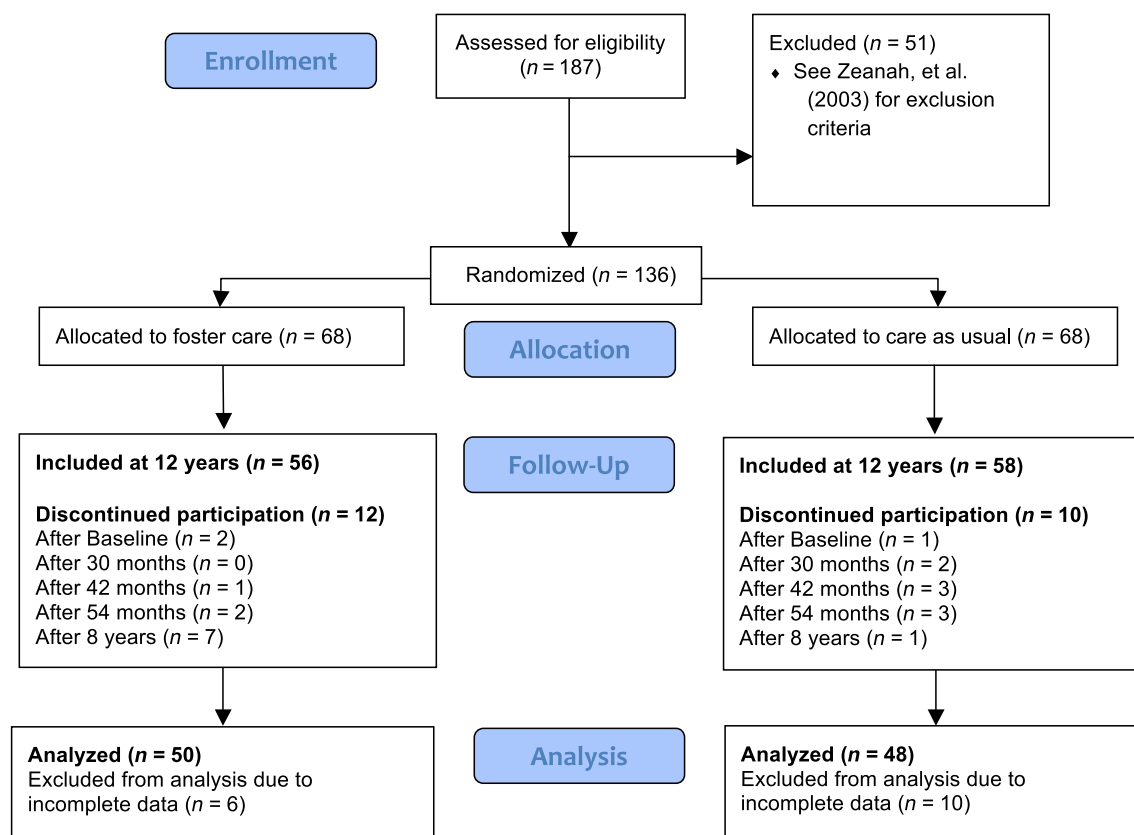 Enrollment
Assessed for eligibility
(n = 187)
Excluded (n = 51)
♦ See Zeanah, et al.
(2003) for exclusion
criteria
Randomized (n = 136)
Allocated to foster care (n = 68)
Allocation
Allocated to care as usual (n = 68)
Included at 12 years (n = 56)
Discontinued participation (n = 12)
After Baseline (n = 2)
After 30 months (n = 0)
After 42 months (n = 1)
After 54 months (n = 2)
After 8 years (n = 7)
Follow-Up
Included at 12 years (n = 58)
Discontinued participation (n = 10)
After Baseline (n = 1)
After 30 months (n = 2)
After 42 months (n = 3)
After 54 months (n = 3)
After 8 years (n = 1)
Analyzed (n = 50)
Excluded from analysis due to
incomplete data (n = 6)
Analysis
Analyzed (n = 48)
Excluded from analysis due to
incomplete data (n = 10)